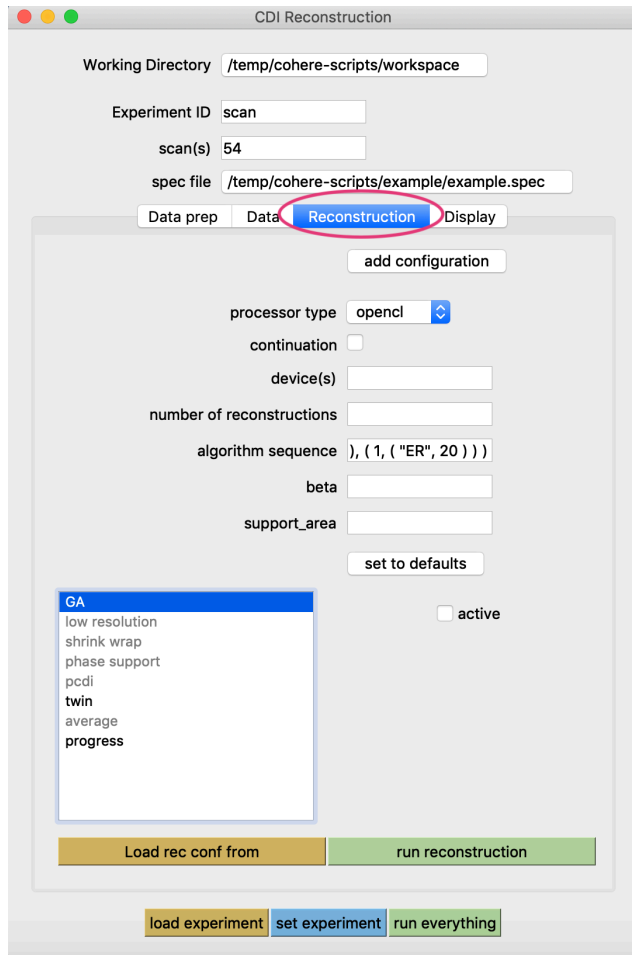 CDI Reconstruction
Working Directory /temp/cohere-scripts/workspace
Experiment ID scan
scan(s) 54
spec file /temp/cohere-scripts/example/example.spec
Data prep Data Reconstruction Display
add configuration
processor type opencl
continuation
device(s)
number of reconstructions
algorithm sequence ), ( 1, ( "ER", 20 ) ) )
beta
support_area
set to defaults
GA
active
low resolution
shrink wrap
phase support
pcdi
twin
average
progress
Load rec conf from run reconstruction
load experiment set experiment run everything